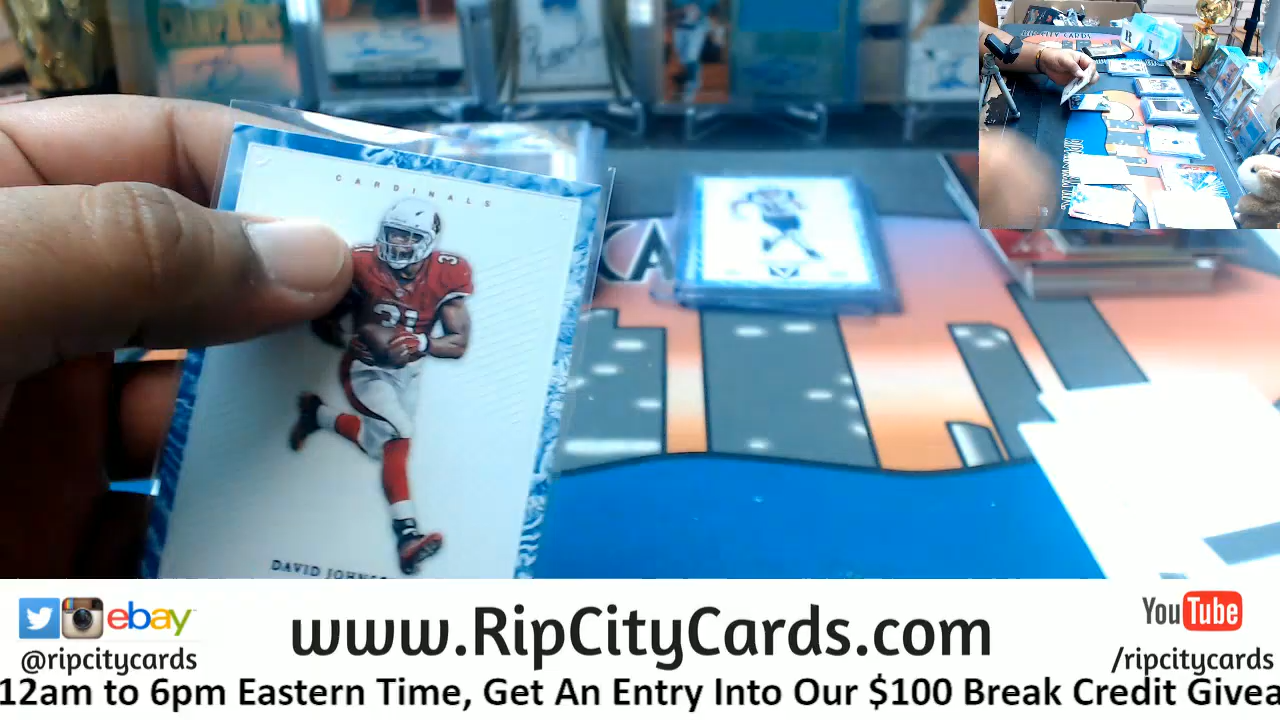 CARDINALS
31
DAVID JOHNS
www.RipCityCards.com
ebay
@ripcitycards
YouTube
/ripcitycards
12am to 6pm Eastern Time, Get An Entry Into Our $100 Break Credit Givea